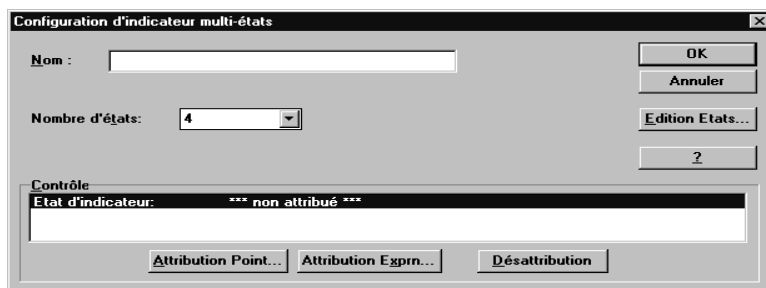 Configuration d'indicateur multi-états
Nom :
OK
Annuler
Nombre d'états: 4
Edition Etats...
?
Contrôle
Etat d'indicateur: *** non attribué ***
Attribution Point... Attribution Exprn... Désattribution